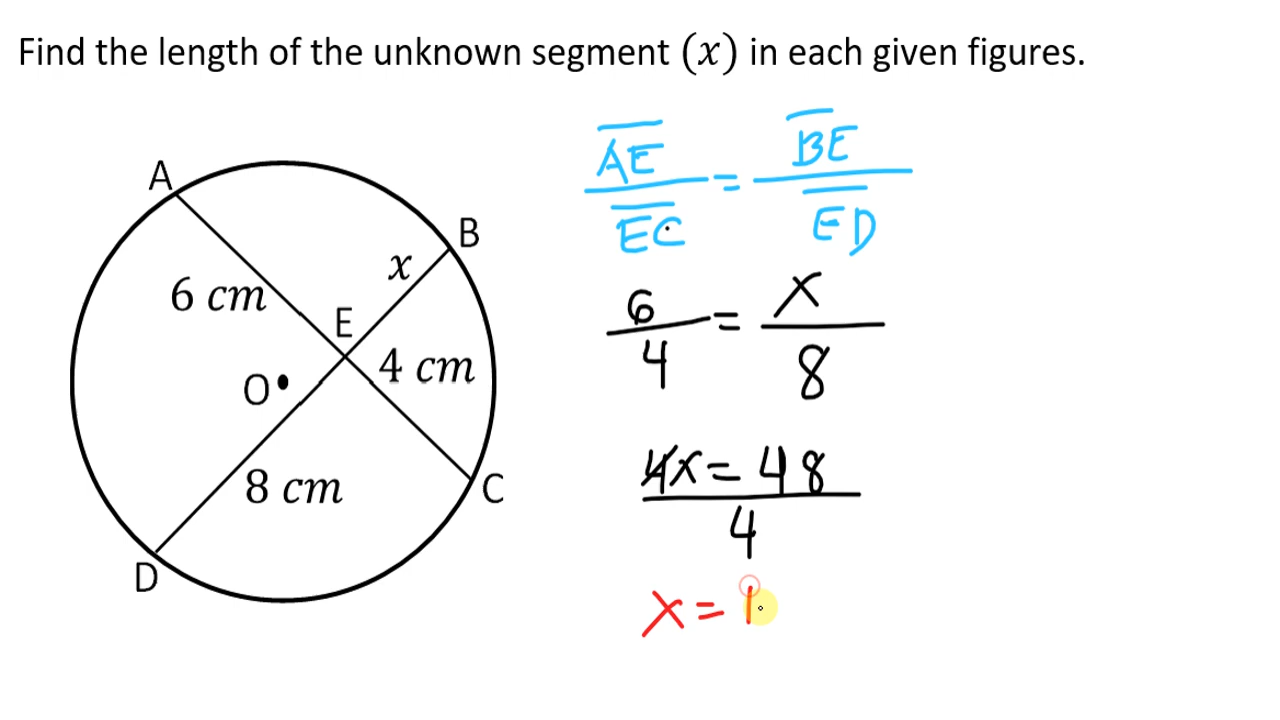 Find the length of the unknown segment (x) in each given figures.
A
B
x
6 cm
E
4 cm
O
8 cm
C
D
AE/EC = BE/ED
6/4 = x/8
4x = 48
4
x = 1